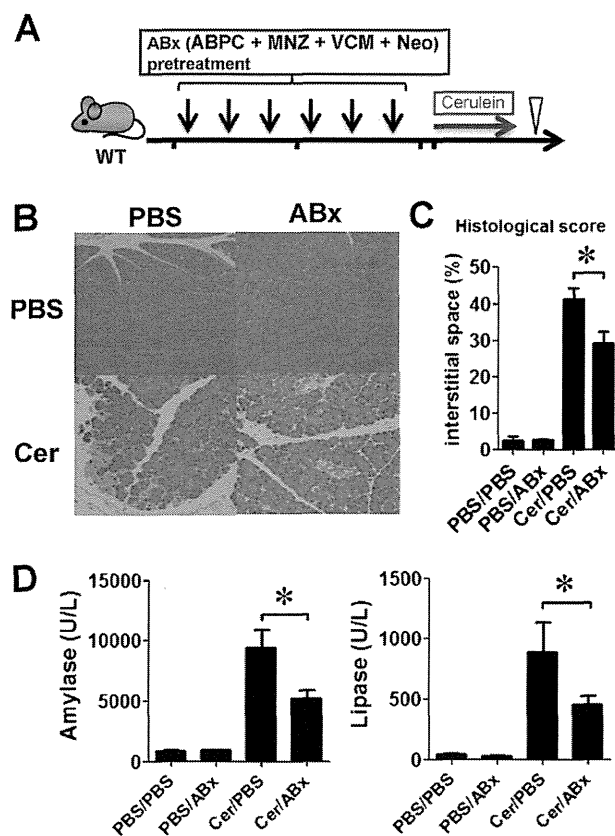 A
ABx (ABPC + MNZ + VCM + Neo)
pretreatment
Cerulein
WT
B
PBS
ABx
PBS
Cer
C
Histological score
interstitial space (%)
50
40
30
20
10
0
*
PBS/PBS
PBS/ABx
Cer/PBS
Cer/ABx
D
Amylase (U/L)
15000
10000
5000
0
*
PBS/PBS
PBS/ABx
Cer/PBS
Cer/ABx
Lipase (U/L)
1500
1000
500
0
*
PBS/PBS
PBS/ABx
Cer/PBS
Cer/ABx